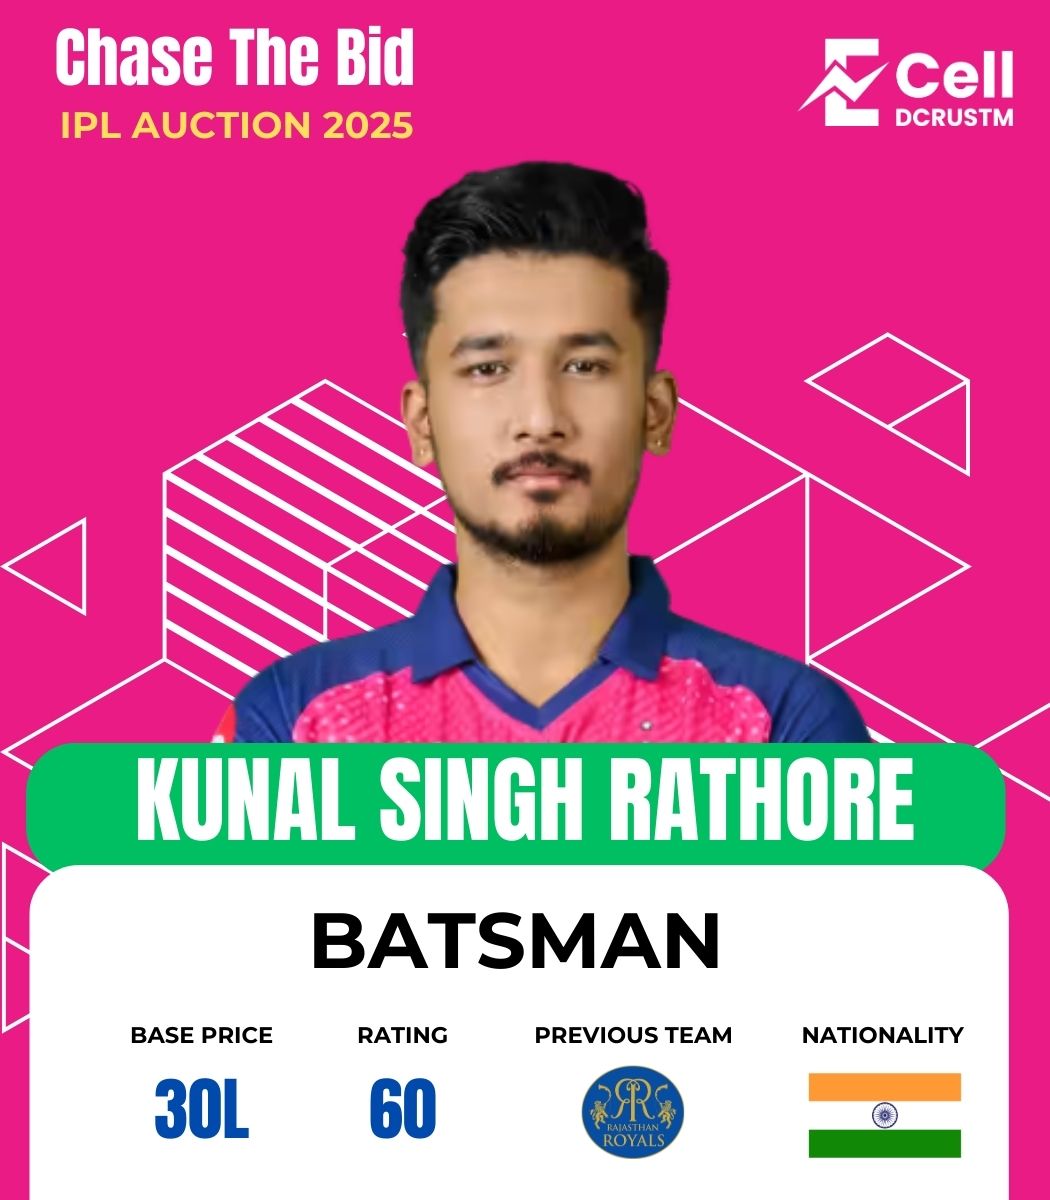 Chase The Bid
IPL AUCTION 2025
E Cell
DCRUSTM
KUNAL SINGH RATHORE
BATSMAN
BASE PRICE RATING PREVIOUS TEAM NATIONALITY
30L 60
RR
RAJASTHAN
ROYALS